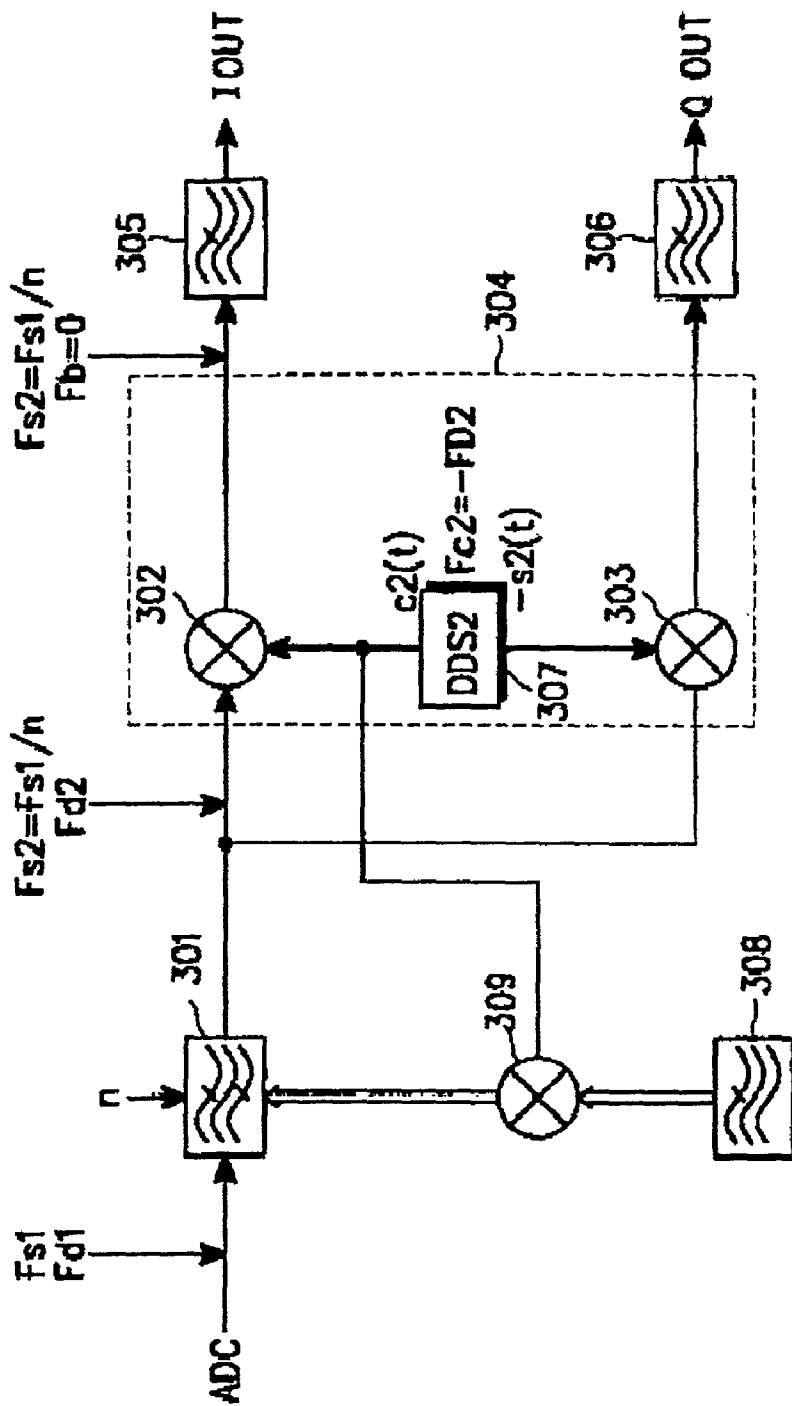 ADC
Fs1
Fd1
n
301
Fs2=Fs1/n
Fd2
302
Fs2=Fs1/n
Fb=0
305
I OUT
309
308
c2(t)
DDS2
Fc2=-FD2
-s2(t)
307
304
303
306
Q OUT